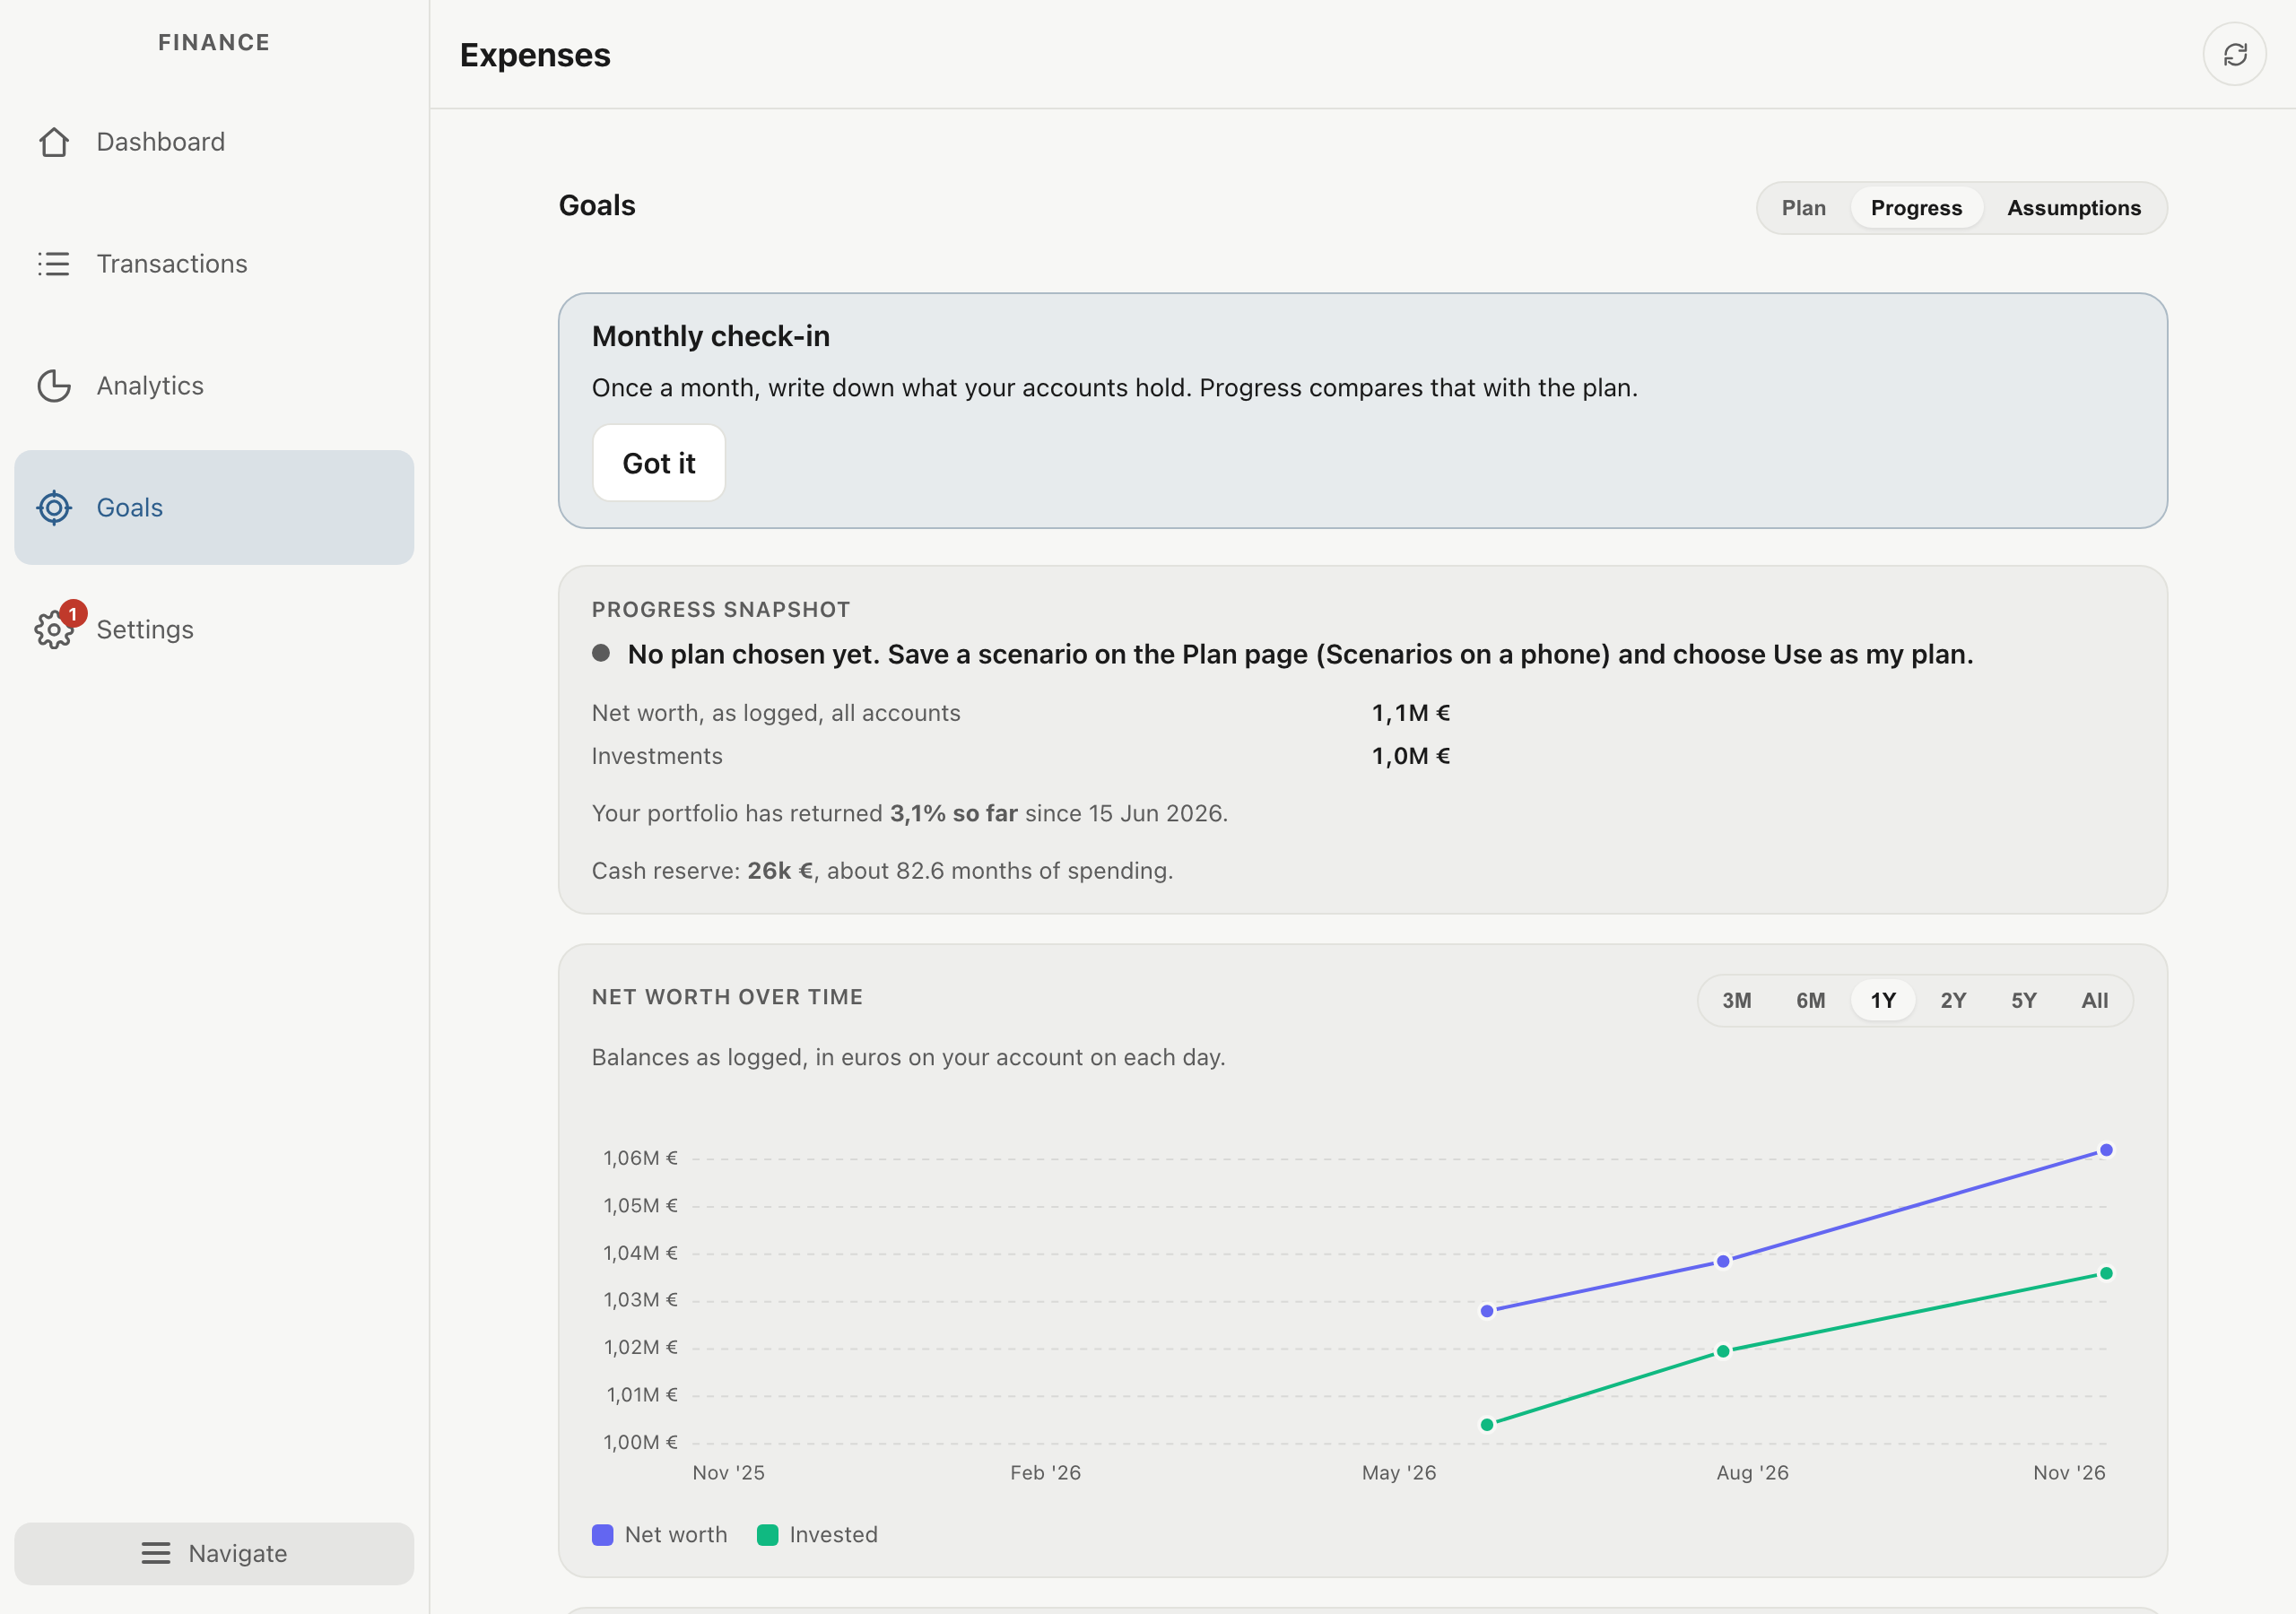 FINANCE
Dashboard
Transactions
Analytics
Goals
1
Settings
Navigate
Expenses
Goals
Plan Progress Assumptions
Monthly check-in
Once a month, write down what your accounts hold. Progress compares that with the plan.
Got it
PROGRESS SNAPSHOT
No plan chosen yet. Save a scenario on the Plan page (Scenarios on a phone) and choose Use as my plan.
Net worth, as logged, all accounts 1,1M €
Investments 1,0M €
Your portfolio has returned 3,1% so far since 15 Jun 2026.
Cash reserve: 26k €, about 82.6 months of spending.
NET WORTH OVER TIME
3M 6M 1Y 2Y 5Y All
Balances as logged, in euros on your account on each day.
1,06M €
1,05M €
1,04M €
1,03M €
1,02M €
1,01M €
1,00M €
Nov '25 Feb '26 May '26 Aug '26 Nov '26
Net worth Invested